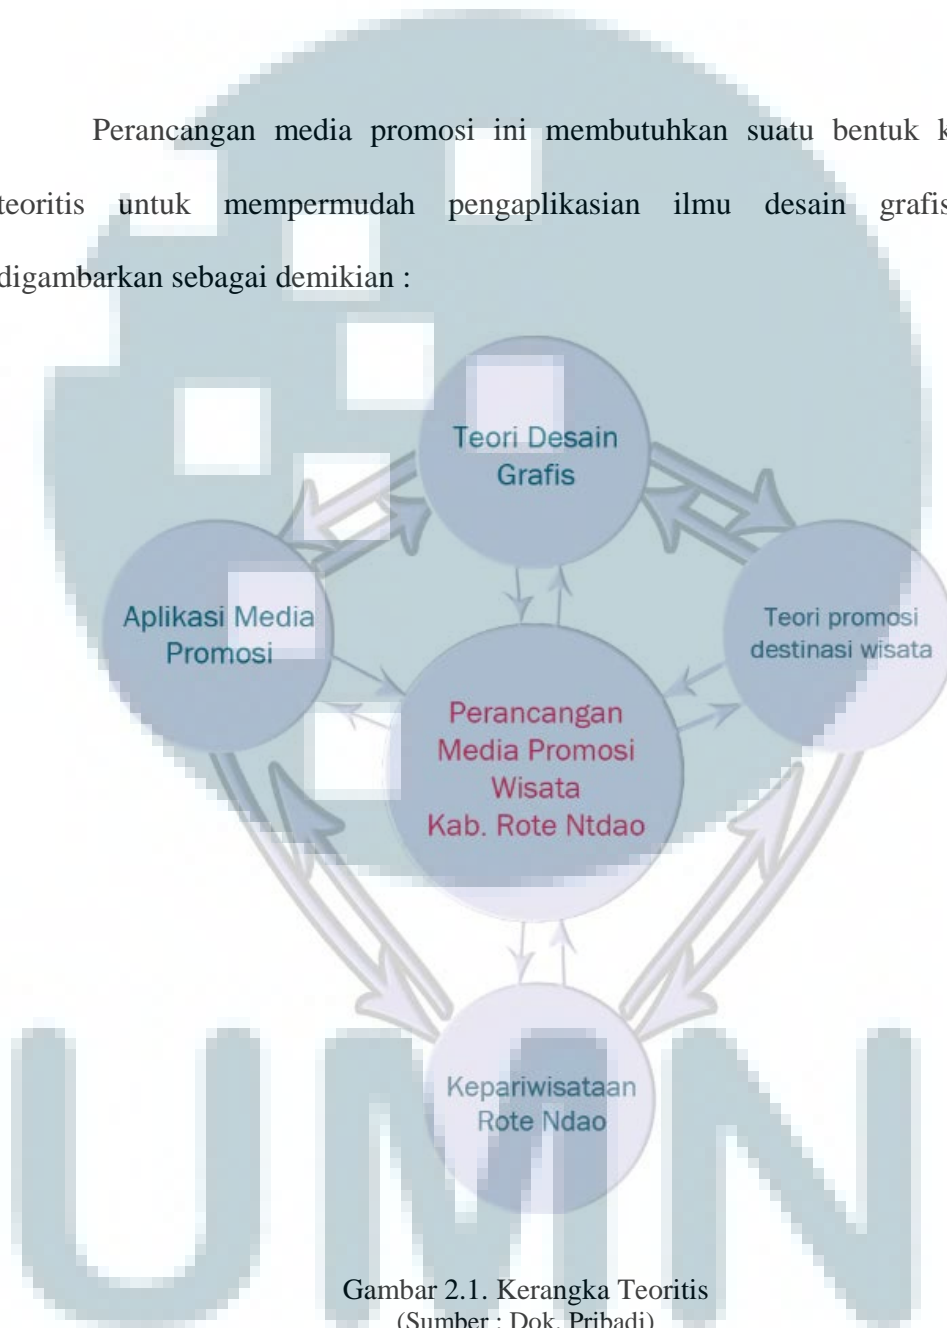 Perancangan media promosi ini membutuhkan suatu bentuk k
teoritis untuk mempermudah pengaplikasian ilmu desain grafis
digambarkan sebagai demikian :
Teori Desain
Grafis
Aplikasi Media
Promosi
Teori promosi
destinasi wisata
Perancangan
Media Promosi
Wisata
Kab. Rote Ntdao
Kepariwisataan
Rote Ndao
UMN
Gambar 2.1. Kerangka Teoritis
(Sumber : Dok. Pribadi)